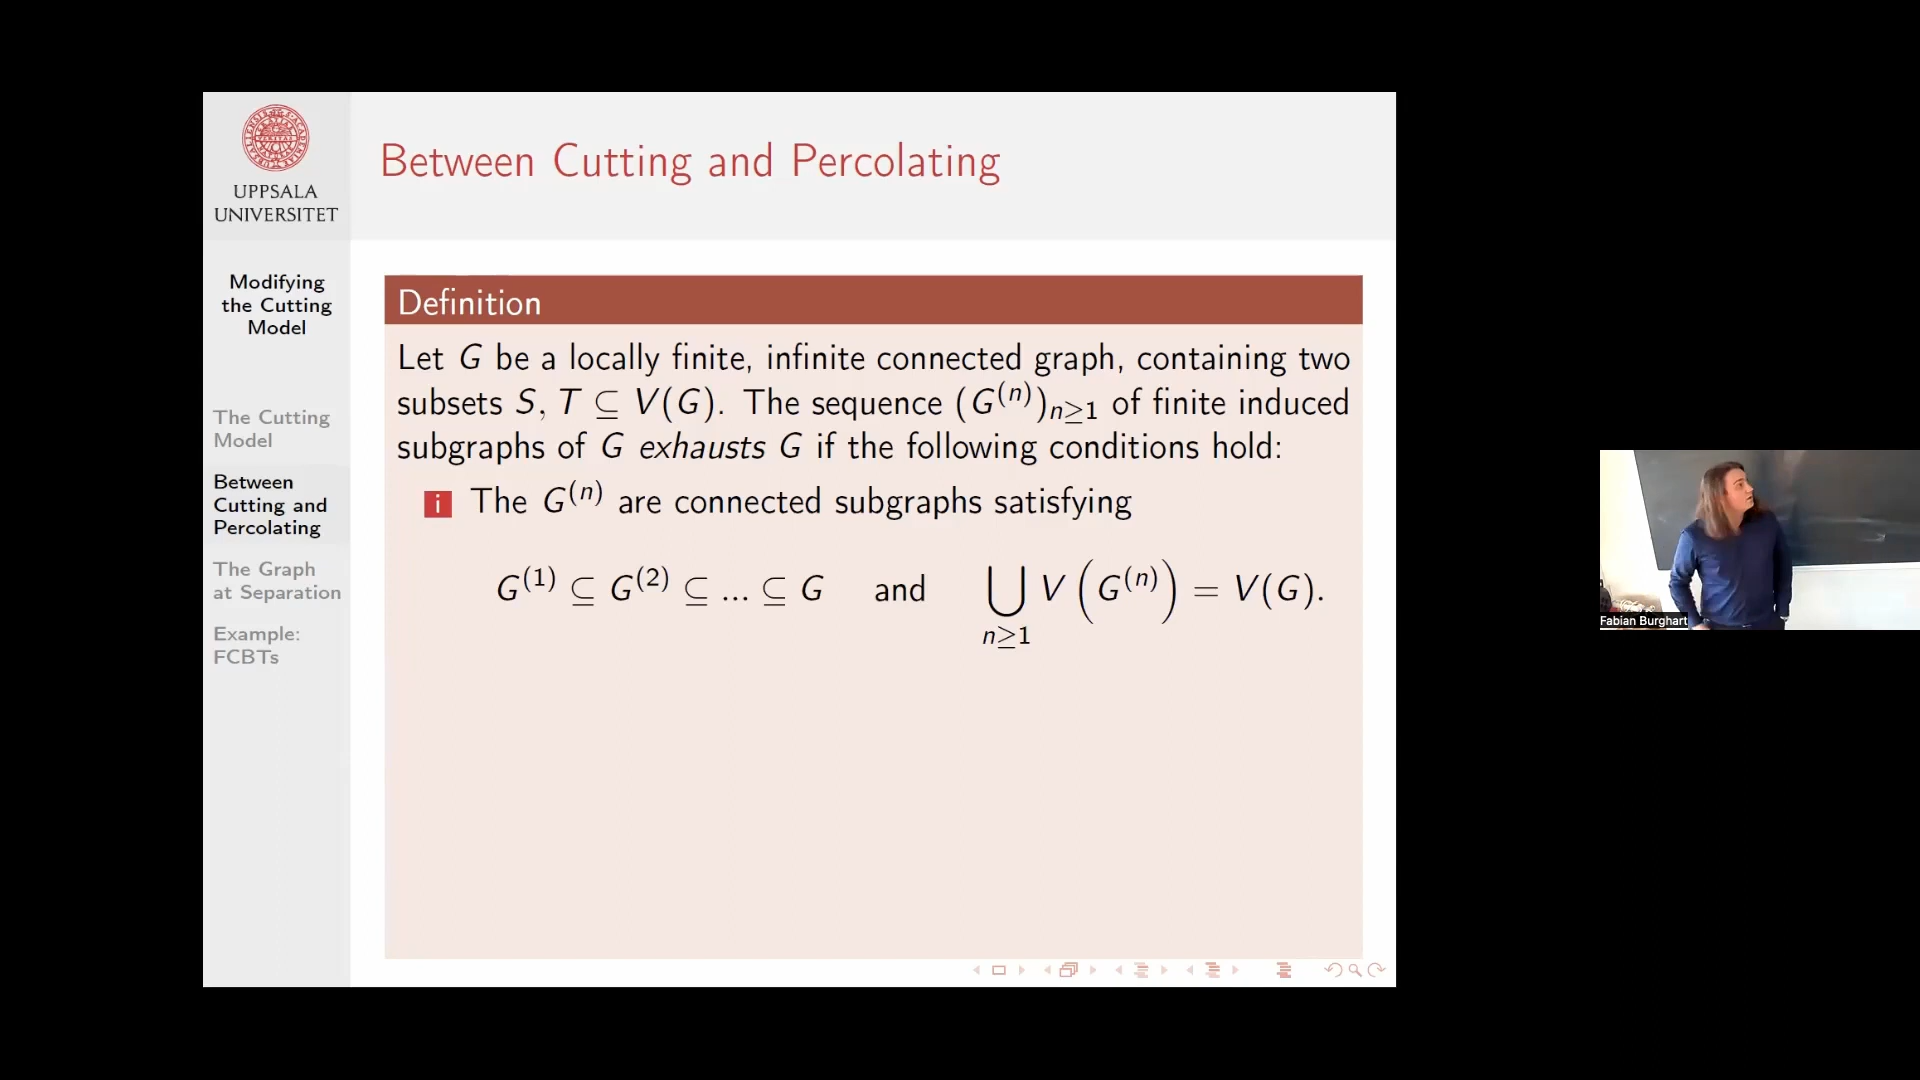 UPPSALA
UNIVERSITET
Modifying
the Cutting
Model
The Cutting
Model
Between
Cutting and
Percolating
The Graph
at Separation
Example:
FCBTs
Between Cutting and Percolating
Definition
Let G be a locally finite, infinite connected graph, containing two
subsets S, T ⊆ V(G). The sequence (G⁽ⁿ⁾)ₙ≥₁ of finite induced
subgraphs of G exhausts G if the following conditions hold:
i The G⁽ⁿ⁾ are connected subgraphs satisfying
G⁽¹⁾ ⊆ G⁽²⁾ ⊆ ... ⊆ G and ⋃ₙ≥₁ V(G⁽ⁿ⁾) = V(G).
Fabian Burghart